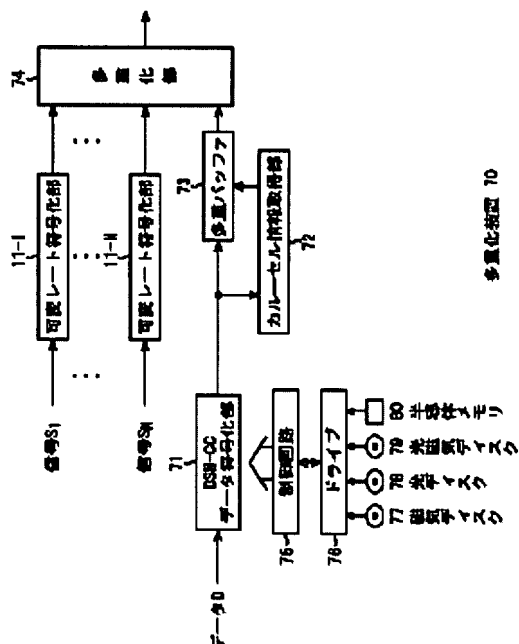 信号S1
11-1
可変レート符号化部
・・・
・・・
・・・
信号SN
11-N
可変レート符号化部
74
多重化部
データD
71
DSM-CC
データ符号化部
73
多重バッファ
カルーセル情報取得部
72
76
制御回路
78
ドライブ
77 磁気ディスク
78 光ディスク
79 光磁気ディスク
80 半導体メモリ
多重化装置 70